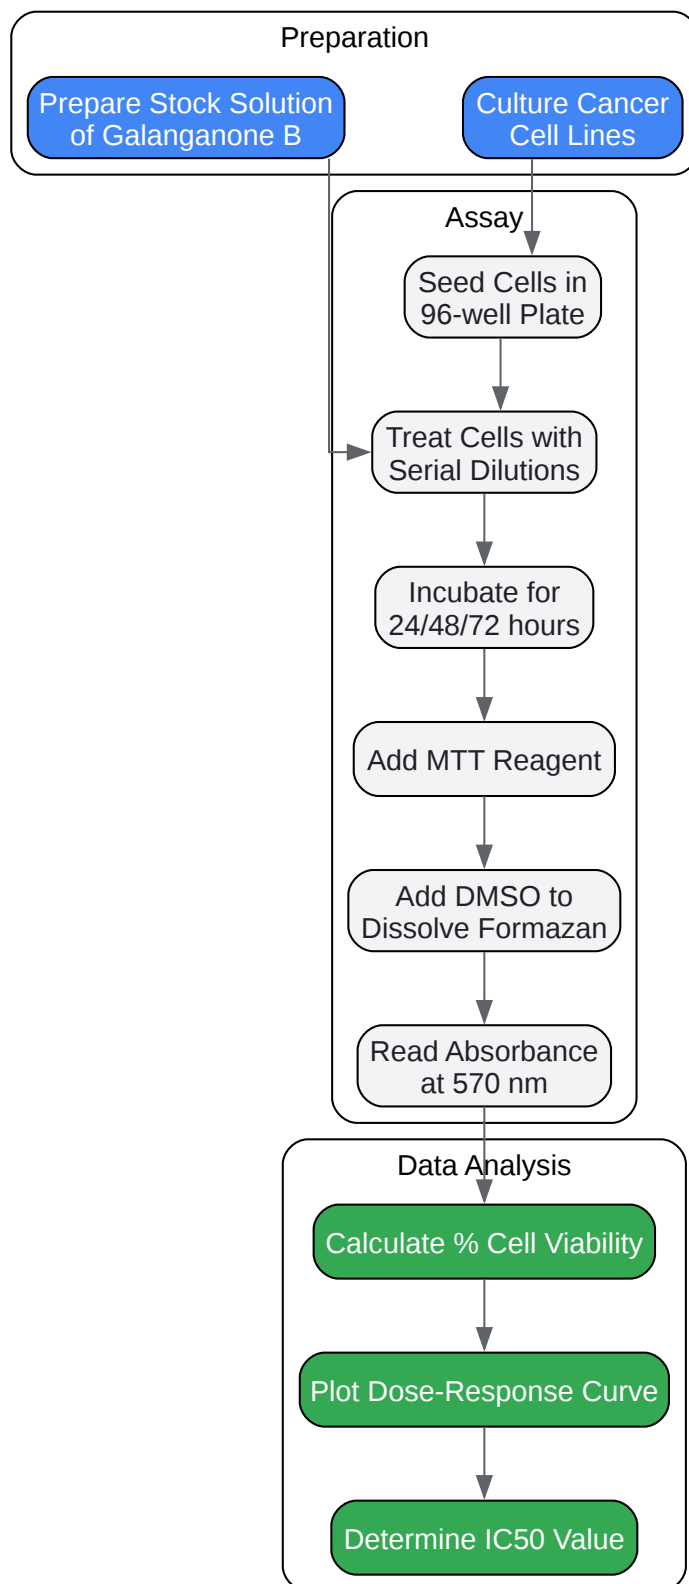 Preparation
Prepare Stock Solution
of Galanganone B
Culture Cancer
Cell Lines
Assay
Seed Cells in
96-well Plate
Treat Cells with
Serial Dilutions
Incubate for
24/48/72 hours
Add MTT Reagent
Add DMSO to
Dissolve Formazan
Read Absorbance
at 570 nm
Data Analysis
Calculate % Cell Viability
Plot Dose-Response Curve
Determine IC50 Value